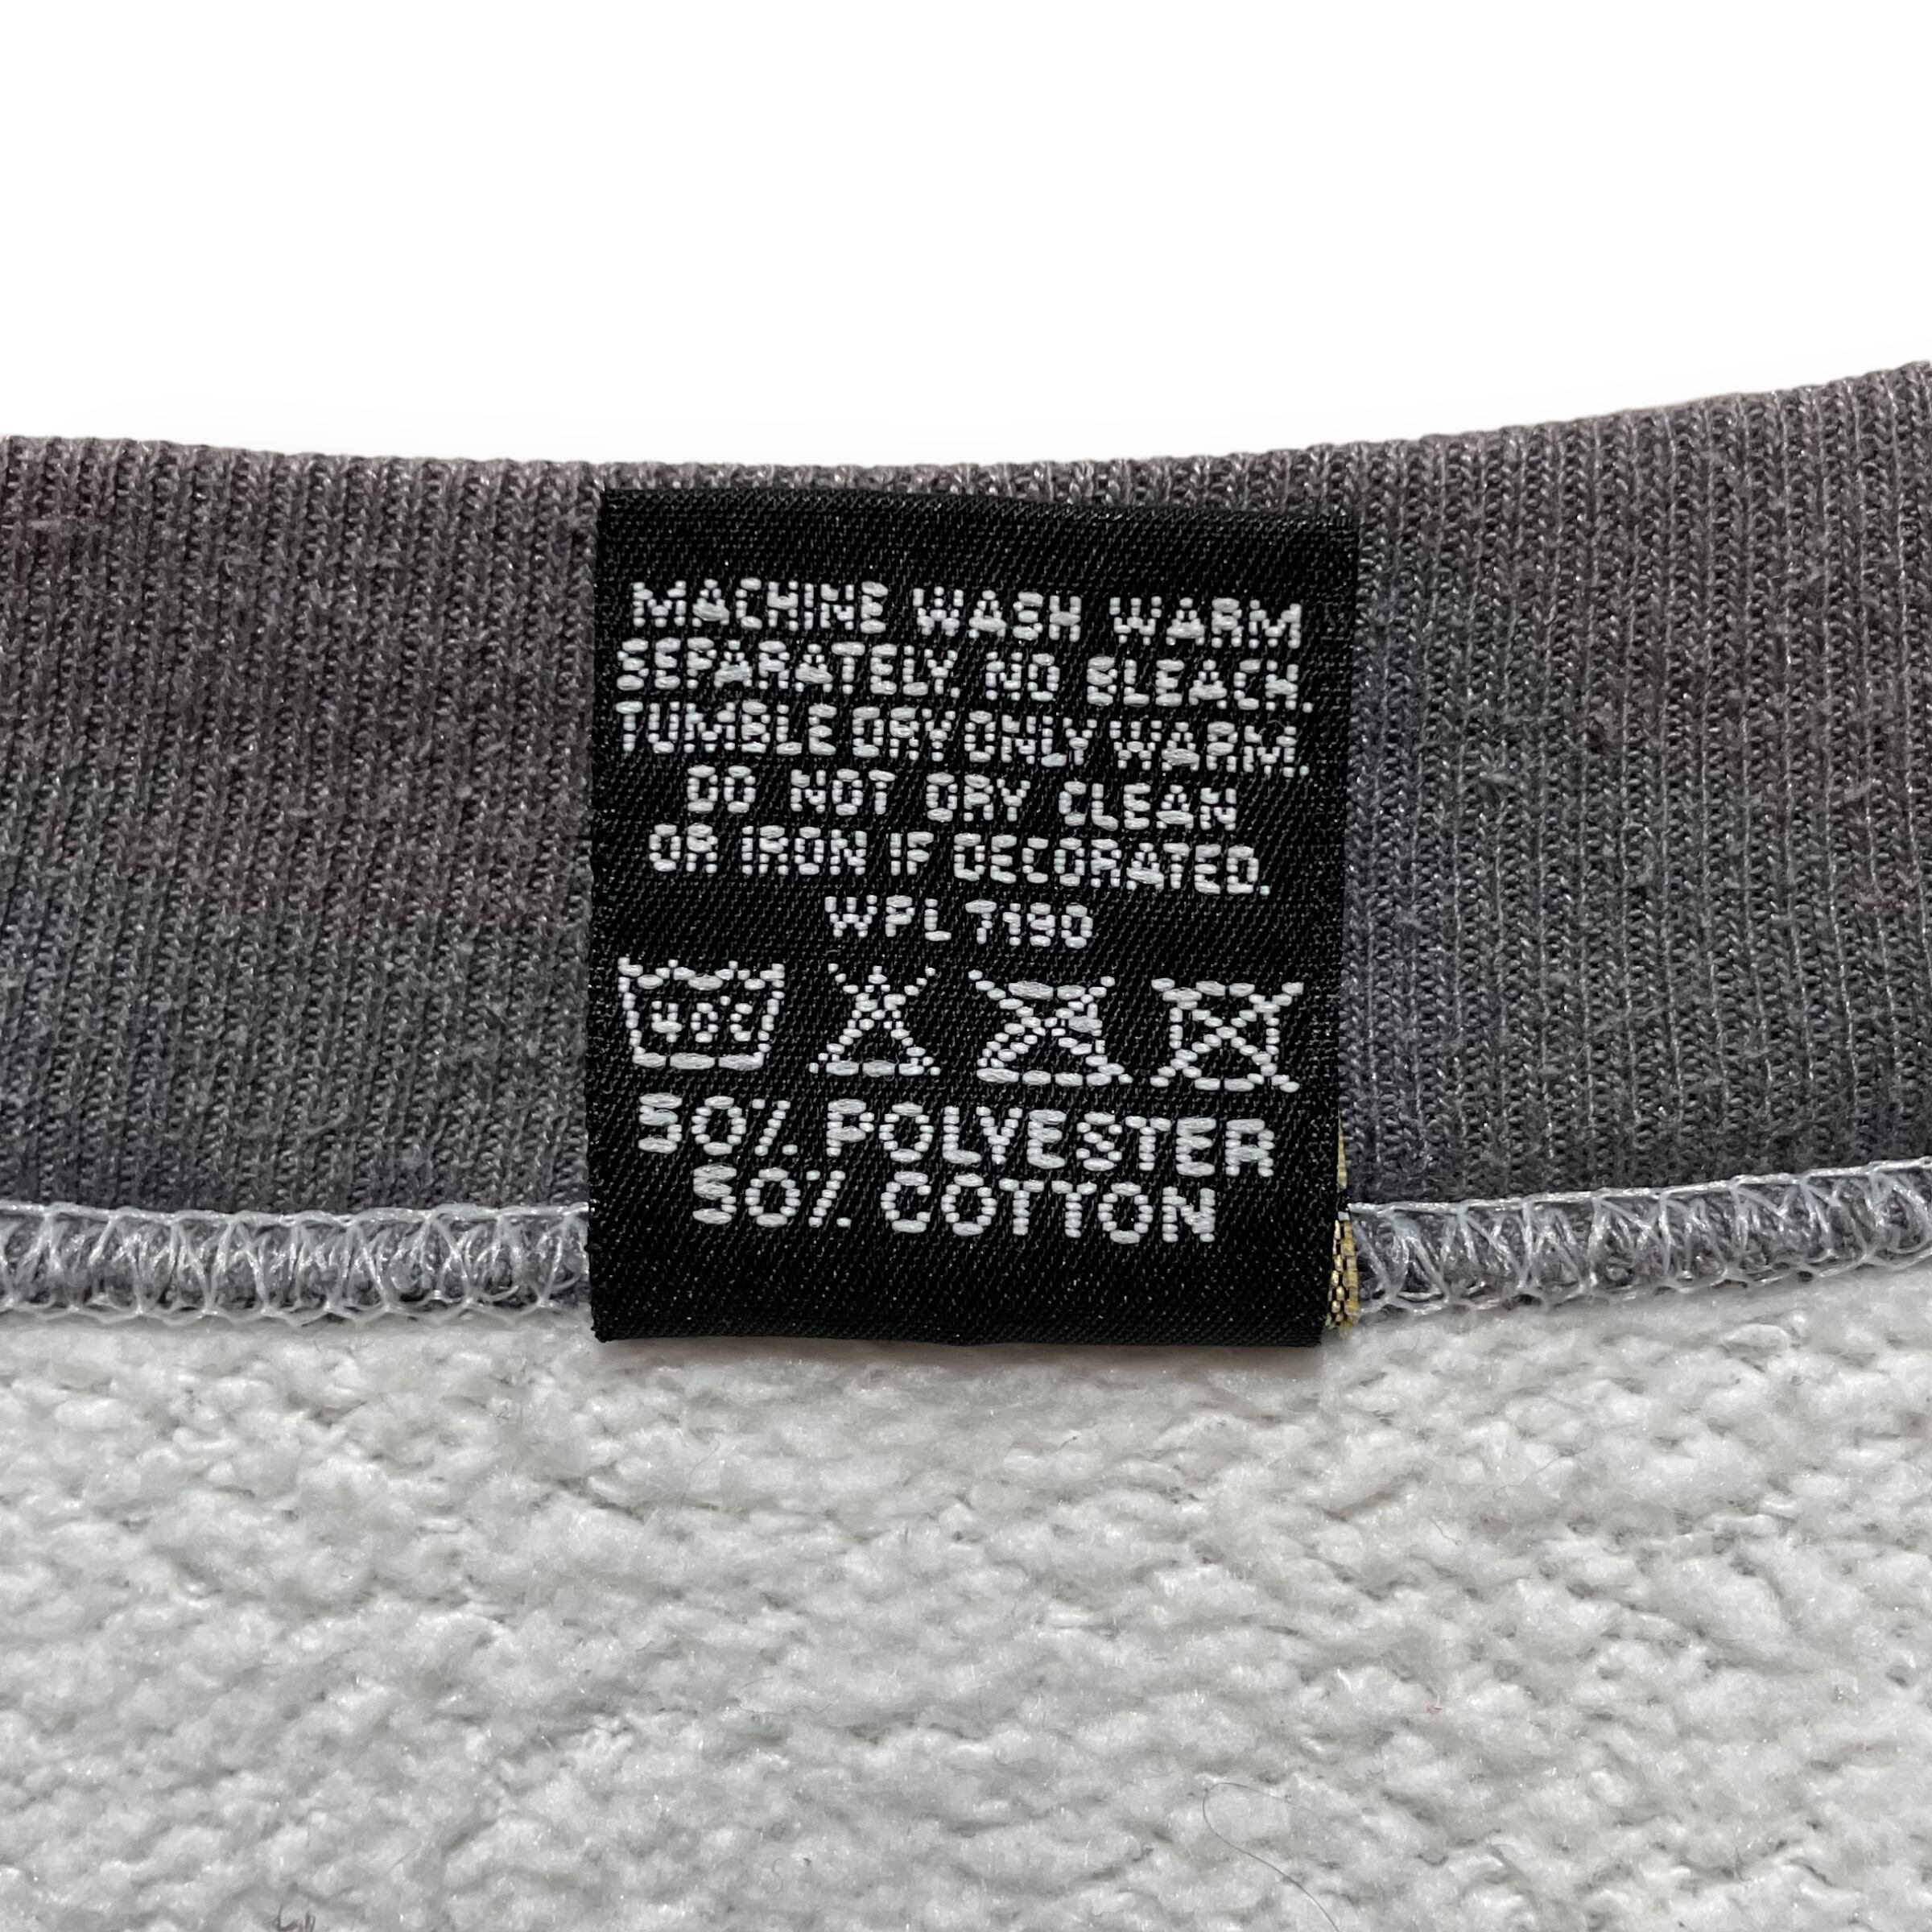 MACHINE WASH WARM
SEPARATELY. NO BLEACH.
TUMBLE DRY ONLY WARM.
DO NOT DRY CLEAN
OR IRON IF DECORATED.
WPL 7190
40°C
50% POLYESTER
50% COTTON